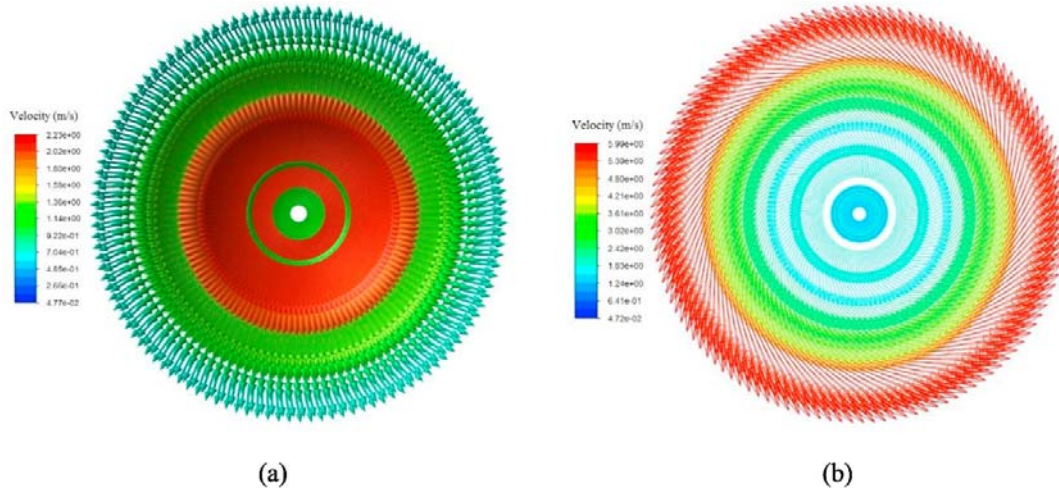 Velocity (m/s)
2.23e+00
2.02e+00
1.80e+00
1.58e+00
1.36e+00
1.14e+00
9.22e-01
7.04e-01
4.85e-01
2.66e-01
4.77e-02
(a)
Velocity (m/s)
5.99e+00
5.39e+00
4.80e+00
4.21e+00
3.61e+00
3.02e+00
2.42e+00
1.83e+00
1.24e+00
6.41e-01
4.72e-02
(b)